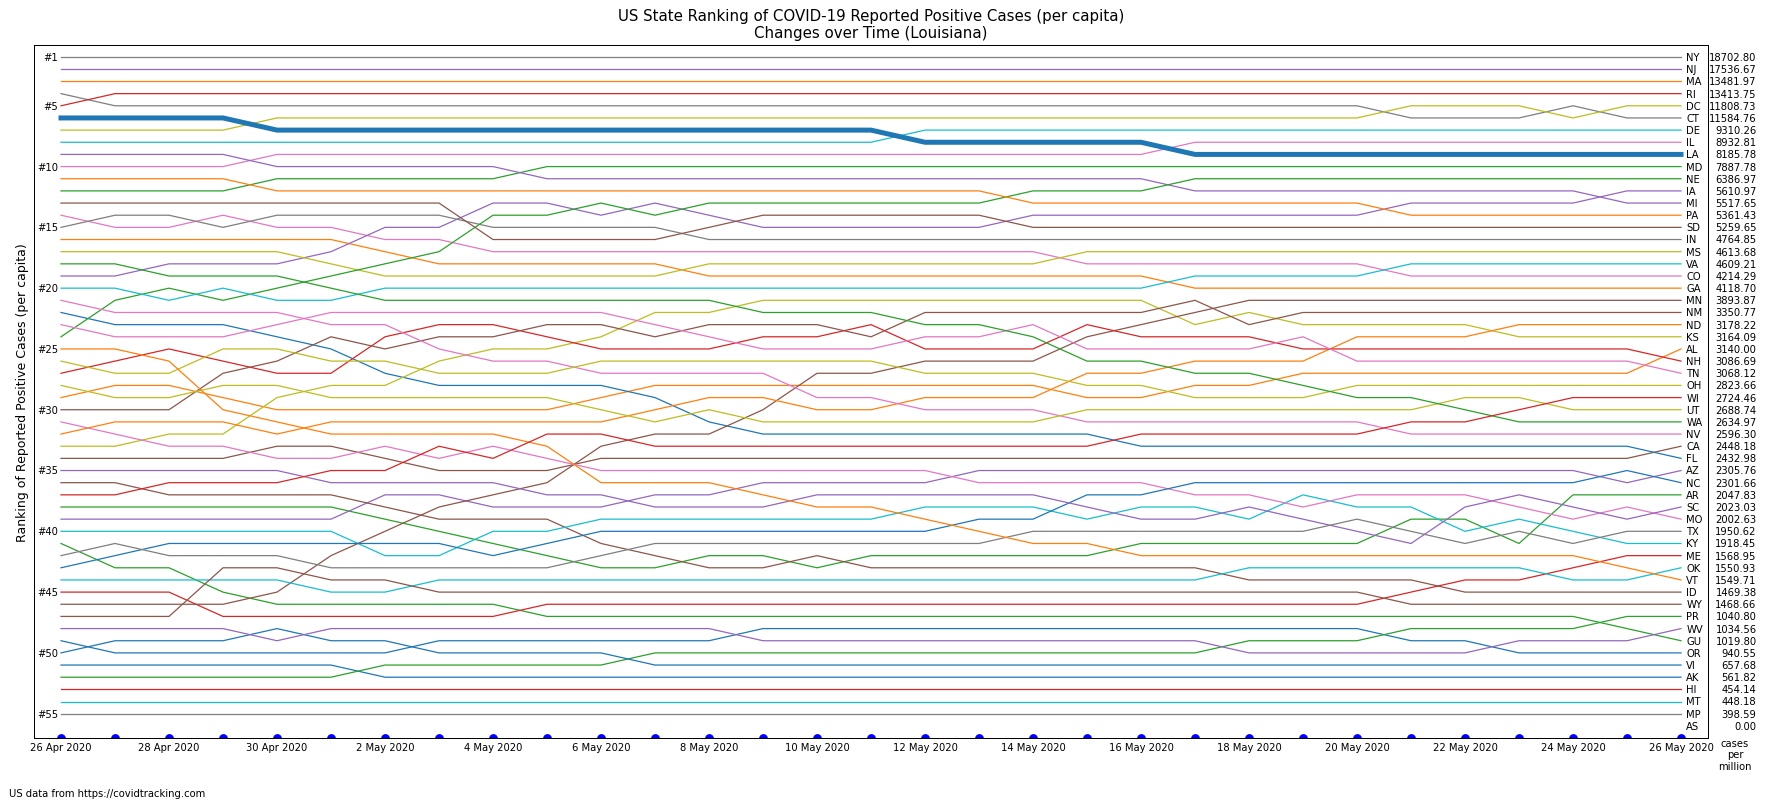 US State Ranking of COVID-19 Reported Positive Cases (per capita)
Changes over Time (Louisiana)
Ranking of Reported Positive Cases (per capita)
#1
#5
#10
#15
#20
#25
#30
#35
#40
#45
#50
#55
NY 18702.80
NJ 17536.67
MA 13481.97
RI 13413.75
DC 11808.73
CT 11584.76
DE 9310.26
IL 8932.81
LA 8185.78
MD 7887.78
NE 6386.97
IA 5610.97
MI 5517.65
PA 5361.43
SD 5259.65
IN 4764.85
MS 4613.68
VA 4609.21
CO 4214.29
GA 4118.70
MN 3893.87
NM 3350.77
ND 3178.22
KS 3164.09
AL 3140.00
NH 3086.69
TN 3068.12
OH 2823.66
WI 2724.46
UT 2688.74
WA 2634.97
NV 2596.30
CA 2448.18
FL 2432.98
AZ 2305.76
NC 2301.66
AR 2047.83
SC 2023.03
MO 2002.63
TX 1950.62
KY 1918.45
ME 1568.95
OK 1550.93
VT 1549.71
ID 1469.38
WY 1468.66
PR 1040.80
WV 1034.56
GU 1019.80
OR 940.55
VI 657.68
AK 561.82
HI 454.14
MT 448.18
MP 398.59
AS 0.00
26 Apr 2020 28 Apr 2020 30 Apr 2020 2 May 2020 4 May 2020 6 May 2020 8 May 2020 10 May 2020 12 May 2020 14 May 2020 16 May 2020 18 May 2020 20 May 2020 22 May 2020 24 May 2020 26 May 2020
cases
per
million
US data from https://covidtracking.com